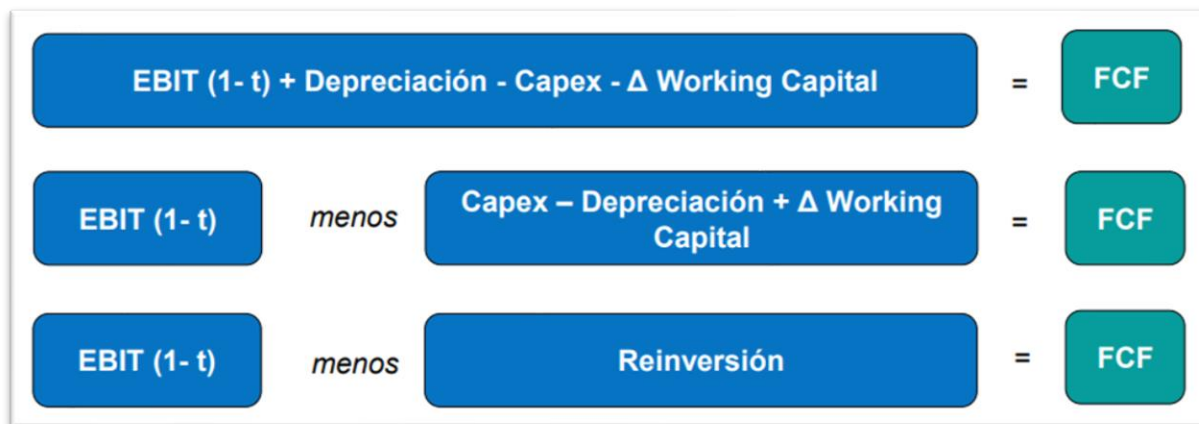 EBIT (1- t) + Depreciación - Capex - Δ Working Capital = FCF
EBIT (1- t) menos Capex – Depreciación + Δ Working
Capital = FCF
EBIT (1- t) menos Reinversión = FCF